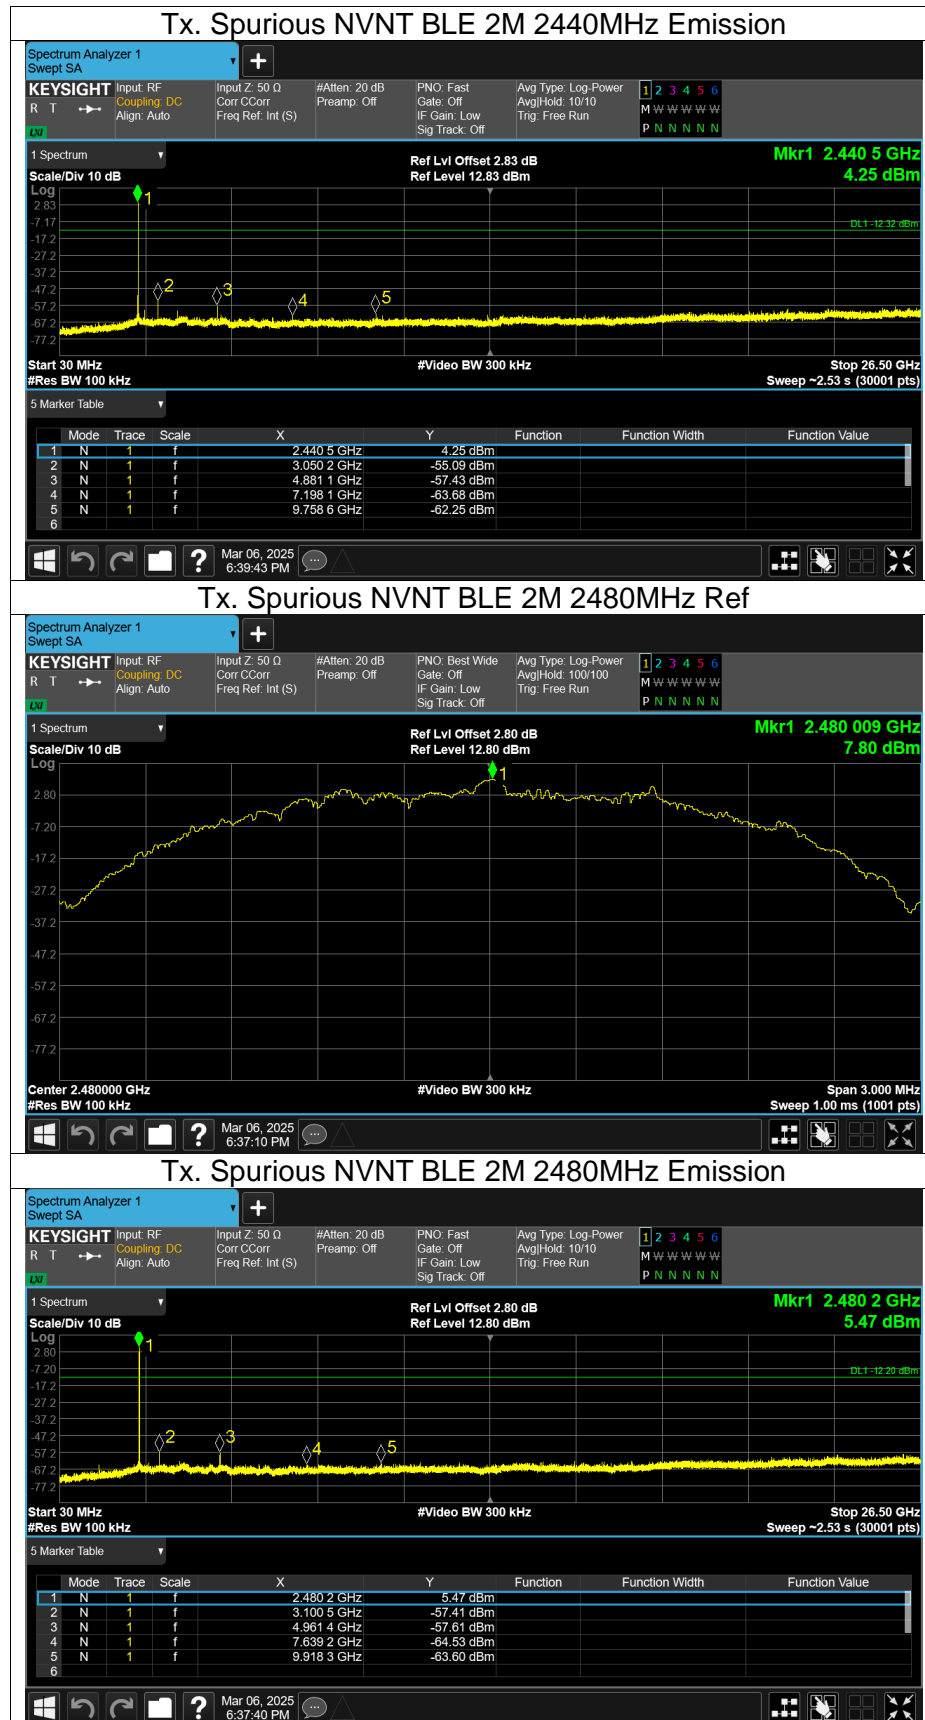 Tx. Spurious NVNT BLE 2M 2440MHz Emission
Spectrum Analyzer 1
Swept SA
+
KEYSIGHT Input: RF Input Z: 50 Ω #Atten: 20 dB PNO: Fast Avg Type: Log-Power 1 2 3 4 5 6
R T Coupling: DC Corr CCorr Preamp: Off Gate: Off Avg|Hold: 10/10 M W W W W W
Align: Auto Freq Ref: Int (S) IF Gain: Low Trig: Free Run
LXI Sig Track: Off P N N N N N
1 Spectrum Ref Lvl Offset 2.83 dB Mkr1 2.440 5 GHz
Scale/Div 10 dB Ref Level 12.83 dBm 4.25 dBm
Log
1
2.83
-7.17
DL1 -12.32 dBm
-17.2
-27.2
-37.2
-47.2
2 3 4 5
-57.2
-67.2
-77.2
Start 30 MHz #Video BW 300 kHz Stop 26.50 GHz
#Res BW 100 kHz Sweep ~2.53 s (30001 pts)
5 Marker Table
Mode Trace Scale X Y Function Function Width Function Value
1 N 1 f 2.440 5 GHz 4.25 dBm
2 N 1 f 3.050 2 GHz -55.09 dBm
3 N 1 f 4.881 1 GHz -57.43 dBm
4 N 1 f 7.198 1 GHz -63.68 dBm
5 N 1 f 9.758 6 GHz -62.25 dBm
6
? Mar 06, 2025
6:39:43 PM
Tx. Spurious NVNT BLE 2M 2480MHz Ref
Spectrum Analyzer 1
Swept SA
+
KEYSIGHT Input: RF Input Z: 50 Ω #Atten: 20 dB PNO: Best Wide Avg Type: Log-Power 1 2 3 4 5 6
R T Coupling: DC Corr CCorr Preamp: Off Gate: Off Avg|Hold: 100/100 M W W W W W
Align: Auto Freq Ref: Int (S) IF Gain: Low Trig: Free Run
LXI Sig Track: Off P N N N N N
1 Spectrum Ref Lvl Offset 2.80 dB Mkr1 2.480 009 GHz
Scale/Div 10 dB Ref Level 12.80 dBm 7.80 dBm
Log
1
2.80
-7.20
-17.2
-27.2
-37.2
-47.2
-57.2
-67.2
-77.2
Center 2.480000 GHz #Video BW 300 kHz Span 3.000 MHz
#Res BW 100 kHz Sweep 1.00 ms (1001 pts)
? Mar 06, 2025
6:37:10 PM
Tx. Spurious NVNT BLE 2M 2480MHz Emission
Spectrum Analyzer 1
Swept SA
+
KEYSIGHT Input: RF Input Z: 50 Ω #Atten: 20 dB PNO: Fast Avg Type: Log-Power 1 2 3 4 5 6
R T Coupling: DC Corr CCorr Preamp: Off Gate: Off Avg|Hold: 10/10 M W W W W W
Align: Auto Freq Ref: Int (S) IF Gain: Low Trig: Free Run
LXI Sig Track: Off P N N N N N
1 Spectrum Ref Lvl Offset 2.80 dB Mkr1 2.480 2 GHz
Scale/Div 10 dB Ref Level 12.80 dBm 5.47 dBm
Log
1
2.80
-7.20
DL1 -12.20 dBm
-17.2
-27.2
-37.2
-47.2
2 3 4 5
-57.2
-67.2
-77.2
Start 30 MHz #Video BW 300 kHz Stop 26.50 GHz
#Res BW 100 kHz Sweep ~2.53 s (30001 pts)
5 Marker Table
Mode Trace Scale X Y Function Function Width Function Value
1 N 1 f 2.480 2 GHz 5.47 dBm
2 N 1 f 3.100 5 GHz -57.41 dBm
3 N 1 f 4.961 4 GHz -57.61 dBm
4 N 1 f 7.639 2 GHz -64.53 dBm
5 N 1 f 9.918 3 GHz -63.60 dBm
6
? Mar 06, 2025
6:37:40 PM